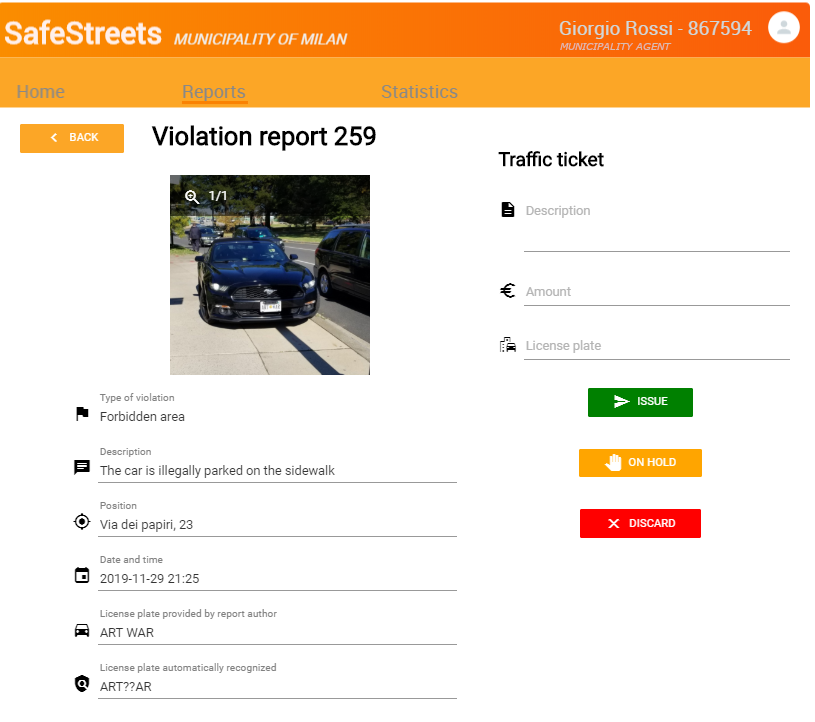 SafeStreets MUNICIPALITY OF MILAN
Giorgio Rossi - 867594
MUNICIPALITY AGENT
Home Reports Statistics
BACK
Violation report 259
1/1
Type of violation
Forbidden area
Description
The car is illegally parked on the sidewalk
Position
Via dei papiri, 23
Date and time
2019-11-29 21:25
License plate provided by report author
ART WAR
License plate automatically recognized
ART??AR
Traffic ticket
Description
Amount
License plate
ISSUE
ON HOLD
DISCARD